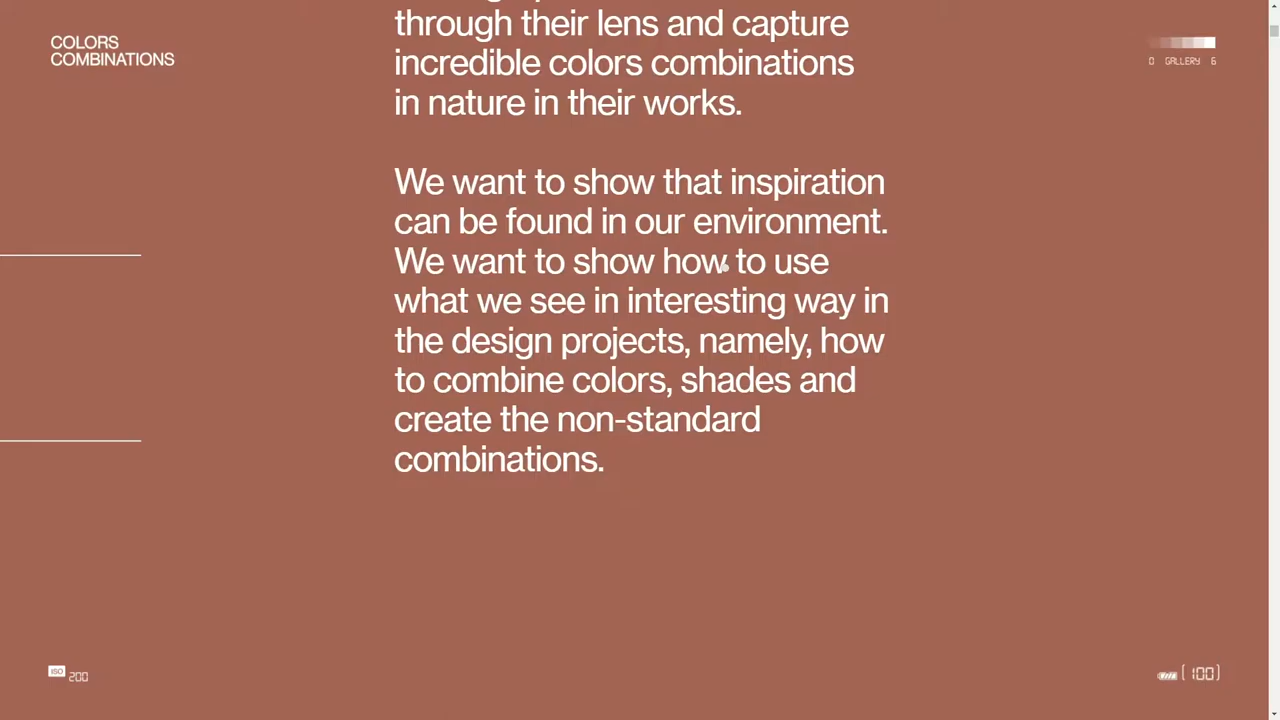 COLORS
COMBINATIONS
0 GALLERY 6
through their lens and capture
incredible colors combinations
in nature in their works.
We want to show that inspiration
can be found in our environment.
We want to show how to use
what we see in interesting way in
the design projects, namely, how
to combine colors, shades and
create the non-standard
combinations.
ISO 200
[100]